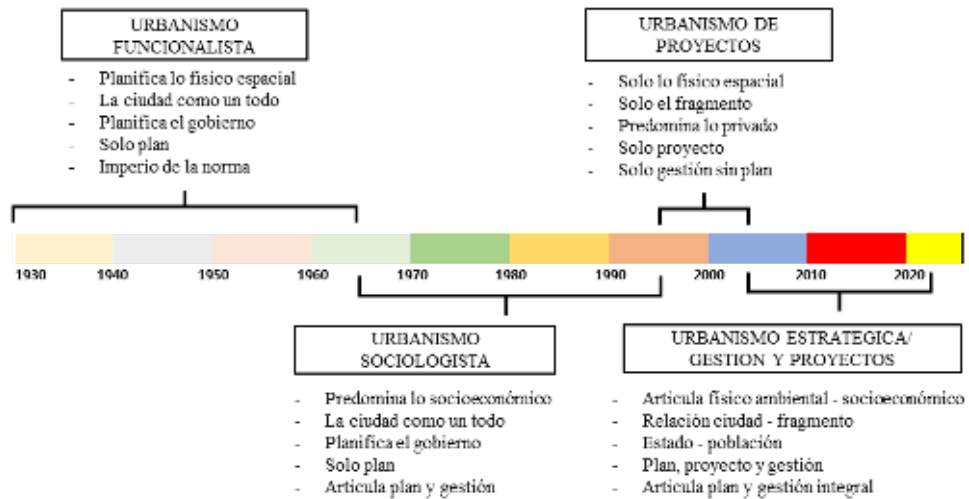 URBANISMO
FUNCIONALISTA
- Planifica lo físico espacial
- La ciudad como un todo
- Planifica el gobierno
- Solo plan
- Imperio de la norma
URBANISMO DE
PROYECTOS
- Solo lo físico espacial
- Solo el fragmento
- Predomina lo privado
- Solo proyecto
- Solo gestión sin plan
1930 1940 1950 1960 1970 1980 1990 2000 2010 2020
URBANISMO
SOCIOLOGISTA
- Predomina lo socioeconómico
- La ciudad como un todo
- Planifica el gobierno
- Solo plan
- Articula plan y gestión
URBANISMO ESTRATEGICA/
GESTION Y PROYECTOS
- Articula físico ambiental - socioeconómico
- Relación ciudad - fragmento
- Estado - población
- Plan, proyecto y gestión
- Articula plan y gestión integral